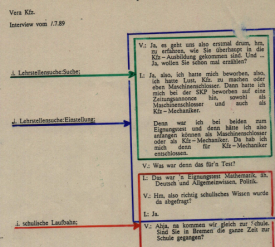 Vera Kfz.
Interview vom 1.7.89
V.: Ja, es geht uns also erstmal drum, hm,
zu erfahren, wie Sie überhaupt in die
Kfz - Ausbildung gekommen sind. Und ...
Ja, wollen Sie schon mal erzählen?
i. Lehrstellensuche:Suche;
L: Ja, also, ich hatte mich beworben, also,
ich hatte Lust, Kfz. zu machen oder
eben Maschinenschlosser. Dann hatte ich
mich bei der SKP beworben auf eine
Zeitungsannonce hin, sowohl als
Maschinenschlosser und auch als
Kfz - Mechaniker.
i. Lehrstellensuche:Einstellung;
Denn war ich bei beiden zum
Eignungstest und denn hätte ich also
anfangen können als Maschinenschlosser
oder als Kfz - Mechaniker. Da hab ich
mich denn für Kfz - Mechaniker
entschlossen.
V.: Was war denn das für'n Test?
L: Das war 'n Eignungstest Mathematik, äh,
Deutsch und Allgemeinwissen, Politik.
V.: Hm, also richtig schulisches Wissen wurde
da abgefragt?
L: Ja.
i. schulische Laufbahn;
V.: Ahja, na kommen wir gleich zur Schule.
Sind Sie in Bremen die ganze Zeit zur
Schule gegangen?